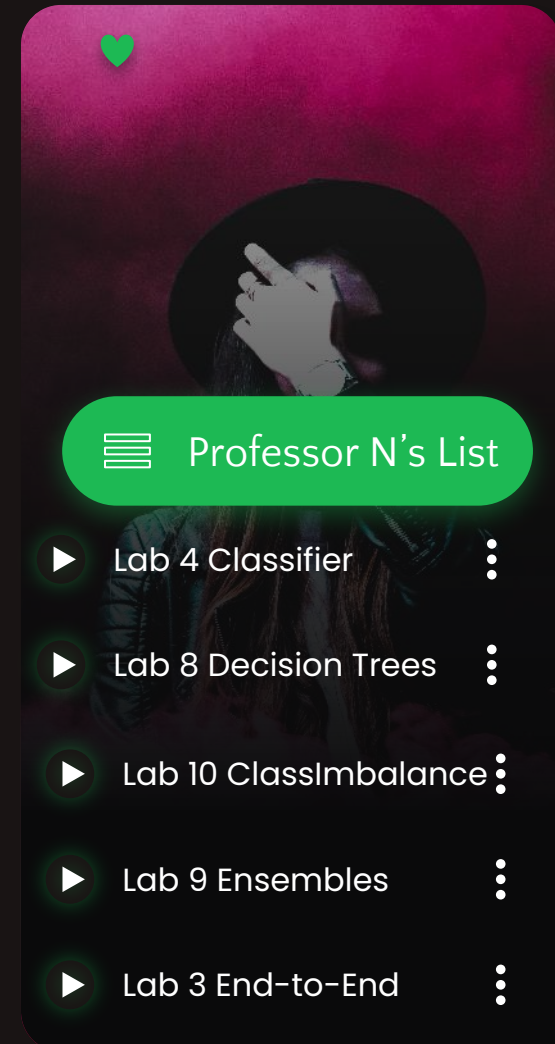 Professor N’s List
Lab 4 Classifier
Lab 8 Decision Trees
Lab 10 ClassImbalance
Lab 9 Ensembles
Lab 3 End-to-End